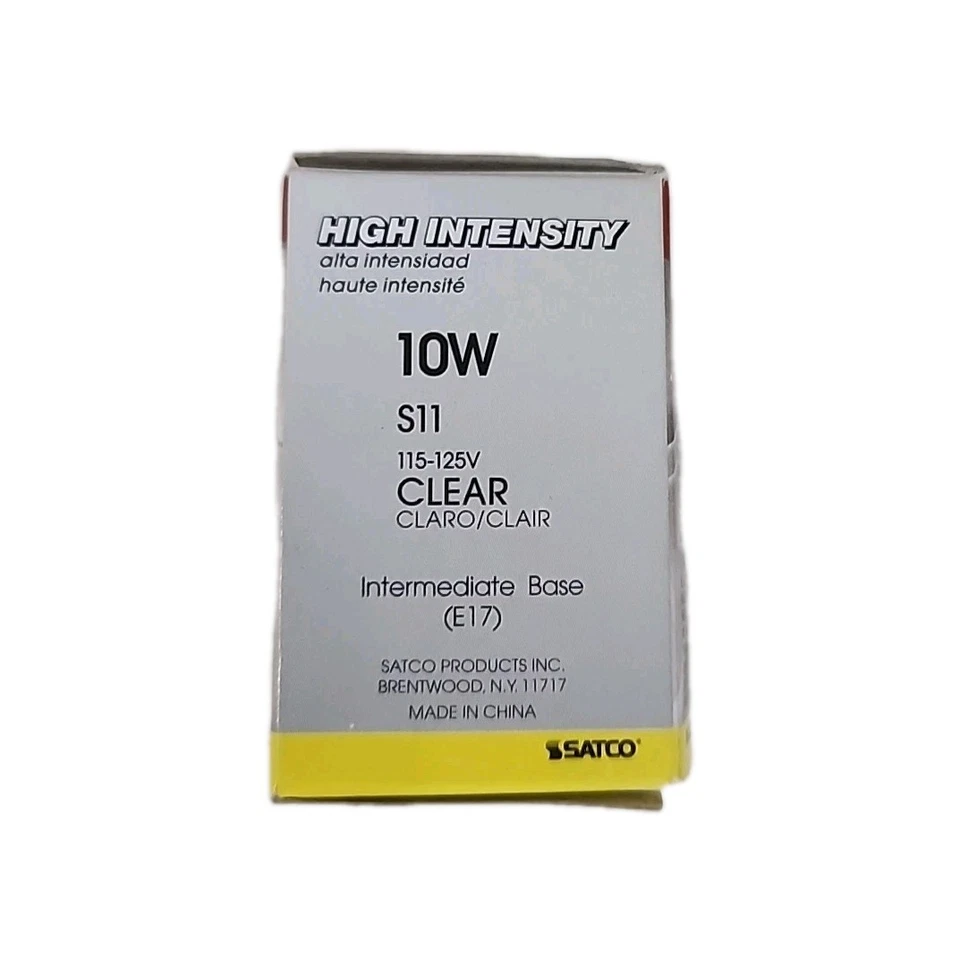 HIGH INTENSITY
alta intensidad
haute intensité
10W
S11
115-125V
CLEAR
CLARO/CLAIR
Intermediate Base
(E17)
SATCO PRODUCTS INC.
BRENTWOOD, N.Y. 11717
MADE IN CHINA
SATCO®